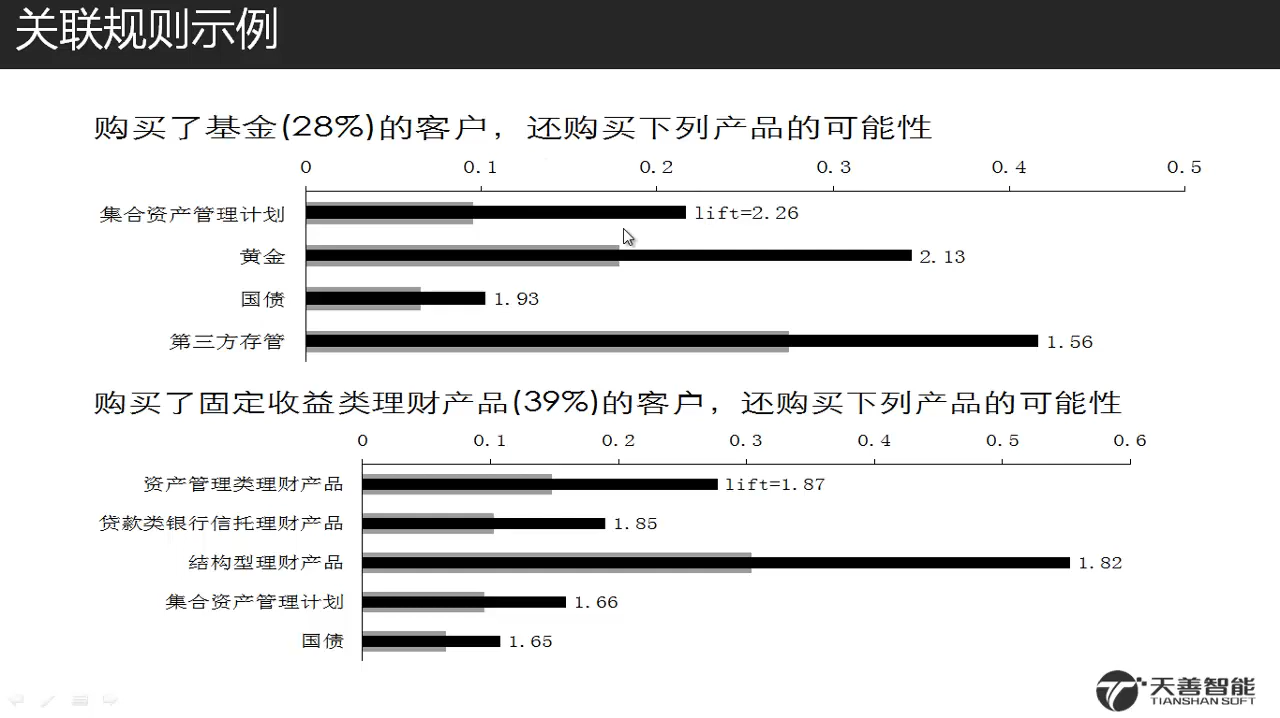 关联规则示例
购买了基金(28%)的客户，还购买下列产品的可能性
0 0.1 0.2 0.3 0.4 0.5
集合资产管理计划 lift=2.26
黄金 2.13
国债 1.93
第三方存管 1.56
购买了固定收益类理财产品(39%)的客户，还购买下列产品的可能性
0 0.1 0.2 0.3 0.4 0.5 0.6
资产管理类理财产品 lift=1.87
贷款类银行信托理财产品 1.85
结构型理财产品 1.82
集合资产管理计划 1.66
国债 1.65
天善智能
TIANSHAN SOFT